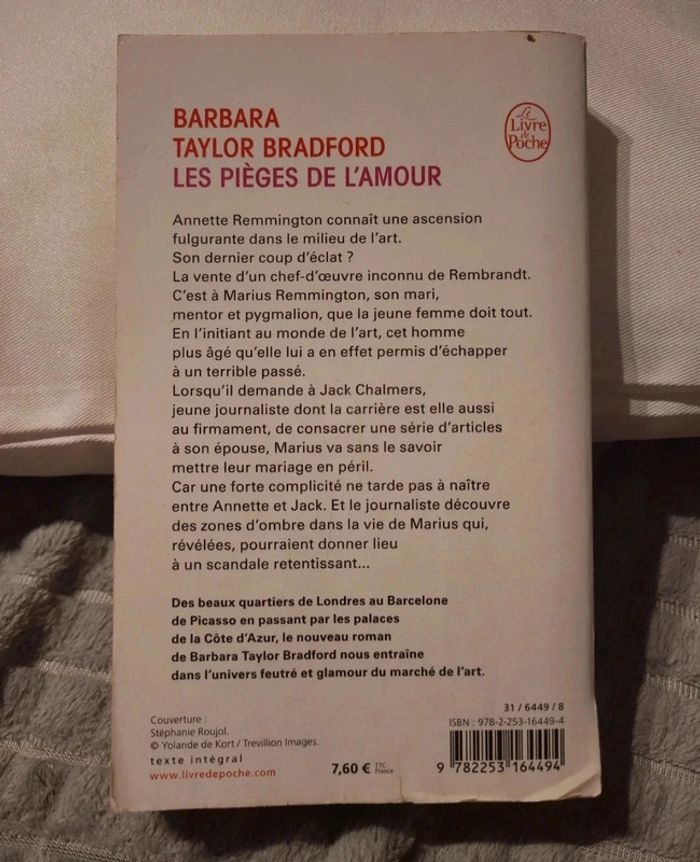 BARBARA
TAYLOR BRADFORD
LES PIÈGES DE L'AMOUR
Le
Livre
de
Poche
Annette Remmington connaît une ascension
fulgurante dans le milieu de l'art.
Son dernier coup d'éclat ?
La vente d'un chef-d'œuvre inconnu de Rembrandt.
C'est à Marius Remmington, son mari,
mentor et pygmalion, que la jeune femme doit tout.
En l'initiant au monde de l'art, cet homme
plus âgé qu'elle lui a en effet permis d'échapper
à un terrible passé.
Lorsqu'il demande à Jack Chalmers,
jeune journaliste dont la carrière est elle aussi
au firmament, de consacrer une série d'articles
à son épouse, Marius va sans le savoir
mettre leur mariage en péril.
Car une forte complicité ne tarde pas à naître
entre Annette et Jack. Et le journaliste découvre
des zones d'ombre dans la vie de Marius qui,
révélées, pourraient donner lieu
à un scandale retentissant...
Des beaux quartiers de Londres au Barcelone
de Picasso en passant par les palaces
de la Côte d'Azur, le nouveau roman
de Barbara Taylor Bradford nous entraîne
dans l'univers feutré et glamour du marché de l'art.
Couverture :
Stéphanie Roujol.
© Yolande de Kort / Trevillion Images.
texte intégral
www.livredepoche.com
7,60 € TTC
France
31 / 6449 / 8
ISBN : 978-2-253-16449-4
9 782253 164494